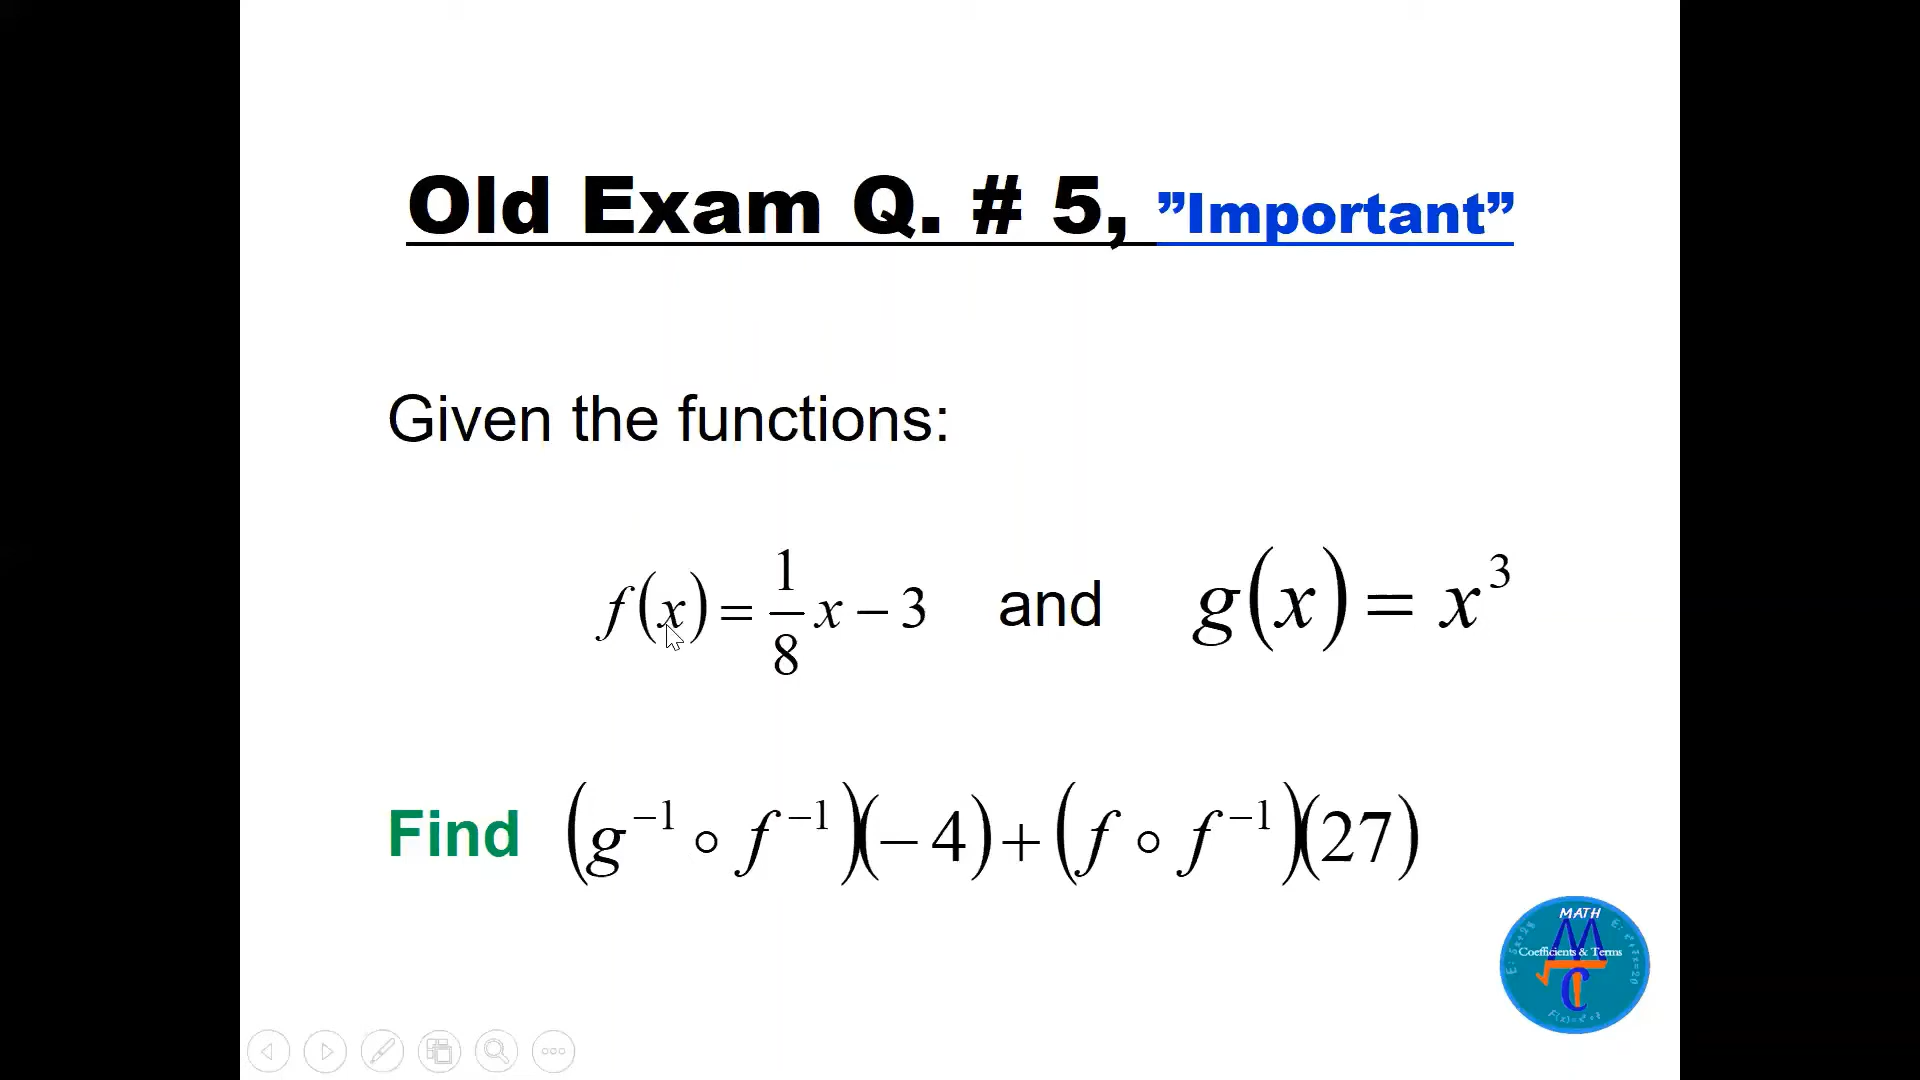 Old Exam Q. # 5, ”Important”
Given the functions:
f(x) = 1/8 x − 3 and g(x) = x³
Find (g⁻¹ ∘ f⁻¹)(−4) + (f ∘ f⁻¹)(27)
MATH
Coefficients & Terms